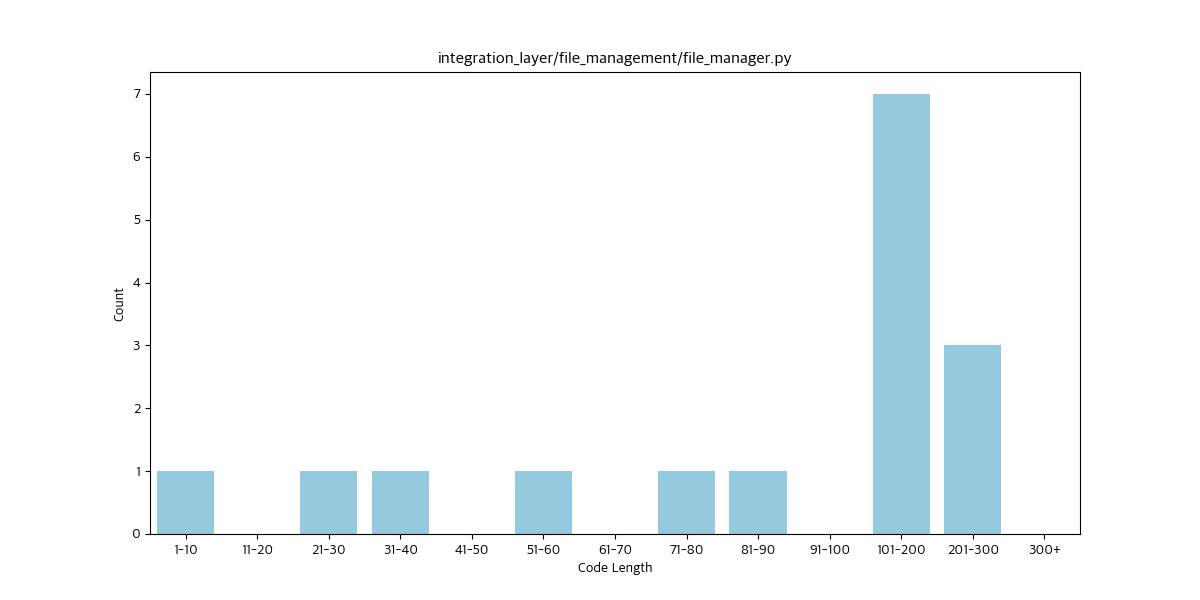 integration_layer/file_management/file_manager.py
Count
7
6
5
4
3
2
1
0
1-10 11-20 21-30 31-40 41-50 51-60 61-70 71-80 81-90 91-100 101-200 201-300 300+
Code Length